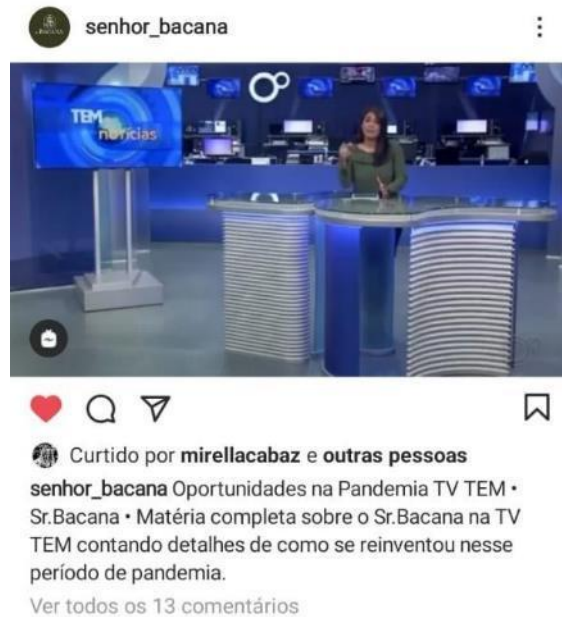 senhor_bacana
TEM
notícias
Curtido por mirellacabaz e outras pessoas
senhor_bacana Oportunidades na Pandemia TV TEM •
Sr.Bacana • Matéria completa sobre o Sr.Bacana na TV
TEM contando detalhes de como se reinventou nesse
período de pandemia.
Ver todos os 13 comentários